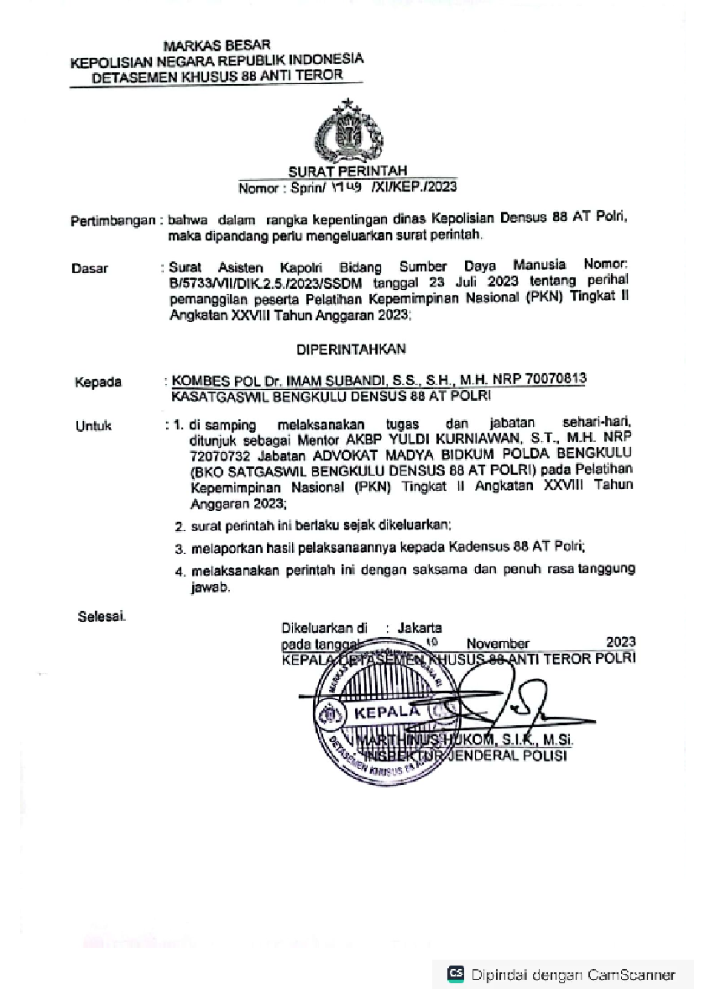 MARKAS BESAR
KEPOLISIAN NEGARA REPUBLIK INDONESIA
DETASEMEN KHUSUS 88 ANTI TEROR
SURAT PERINTAH
Nomor : Sprin/ 1749 /XI/KEP./2023
Pertimbangan : bahwa dalam rangka kepentingan dinas Kepolisian Densus 88 AT Polri,
maka dipandang perlu mengeluarkan surat perintah.
Dasar : Surat Asisten Kapolri Bidang Sumber Daya Manusia Nomor:
B/5733/VII/DIK.2.5./2023/SSDM tanggal 23 Juli 2023 tentang perihal
pemanggilan peserta Pelatihan Kepemimpinan Nasional (PKN) Tingkat II
Angkatan XXVIII Tahun Anggaran 2023;
DIPERINTAHKAN
Kepada : KOMBES POL Dr. IMAM SUBANDI, S.S., S.H., M.H. NRP 70070813
KASATGASWIL BENGKULU DENSUS 88 AT POLRI
Untuk : 1. di samping melaksanakan tugas dan jabatan sehari-hari,
ditunjuk sebagai Mentor AKBP YULDI KURNIAWAN, S.T., M.H. NRP
72070732 Jabatan ADVOKAT MADYA BIDKUM POLDA BENGKULU
(BKO SATGASWIL BENGKULU DENSUS 88 AT POLRI) pada Pelatihan
Kepemimpinan Nasional (PKN) Tingkat II Angkatan XXVIII Tahun
Anggaran 2023;
2. surat perintah ini berlaku sejak dikeluarkan;
3. melaporkan hasil pelaksanaannya kepada Kadensus 88 AT Polri;
4. melaksanakan perintah ini dengan saksama dan penuh rasa tanggung
jawab.
Selesai.
Dikeluarkan di : Jakarta
pada tanggal 10 November 2023
KEPALA DETASEMEN KHUSUS 88 ANTI TEROR POLRI
KEPALA
DETASEMEN KHUSUS 88
MARTHINUS HUKOM, S.I.K., M.Si.
INSPEKTUR JENDERAL POLISI
CS Dipindai dengan CamScanner